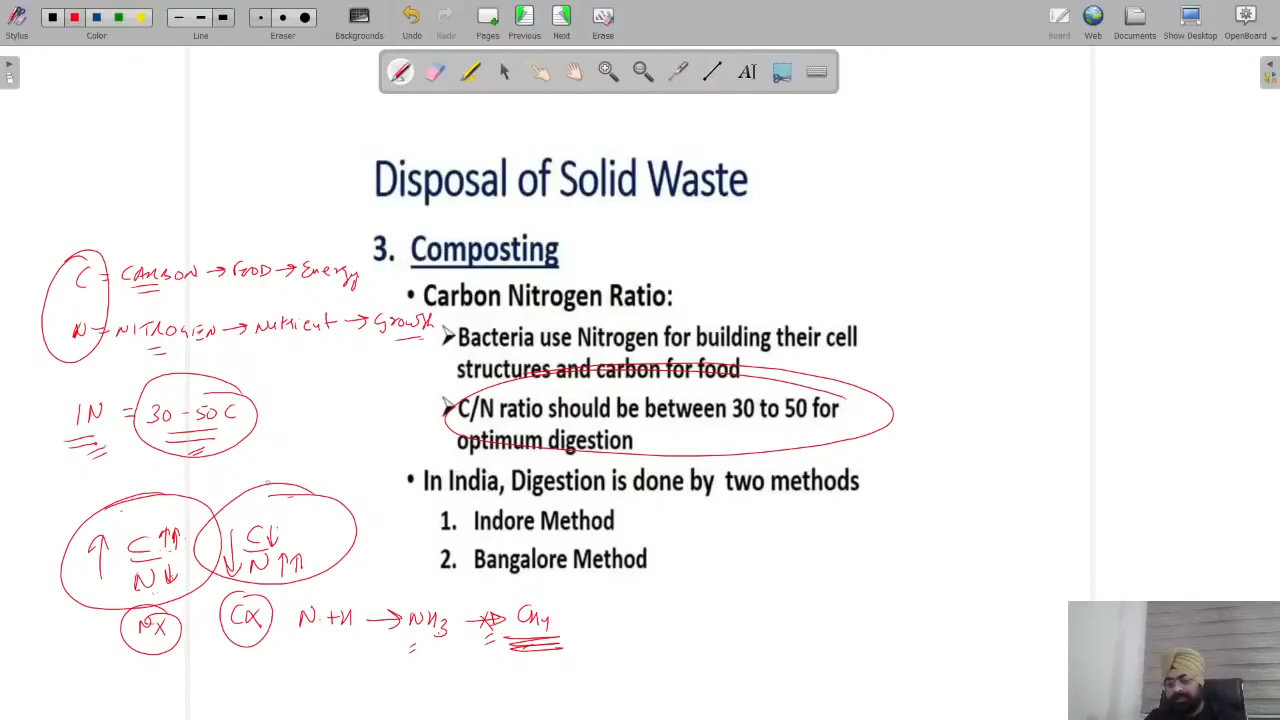 Stylus
Color
Line
Eraser
Backgrounds
Undo
Redo
Pages
Previous
Next
Erase
Board
Web
Documents
Show Desktop
OpenBoard
Disposal of Solid Waste
3. Composting
• Carbon Nitrogen Ratio:
➢Bacteria use Nitrogen for building their cell
structures and carbon for food
➢C/N ratio should be between 30 to 50 for
optimum digestion
• In India, Digestion is done by two methods
1. Indore Method
2. Bangalore Method
C = CARBON → FOOD → Energy
N = NITROGEN → Nutrient → Growth
1N = 30 - 50C
↑ C↑↑ ↓ C↓
N↓ N↑↑
NX CX N + H → NH3 → CH4